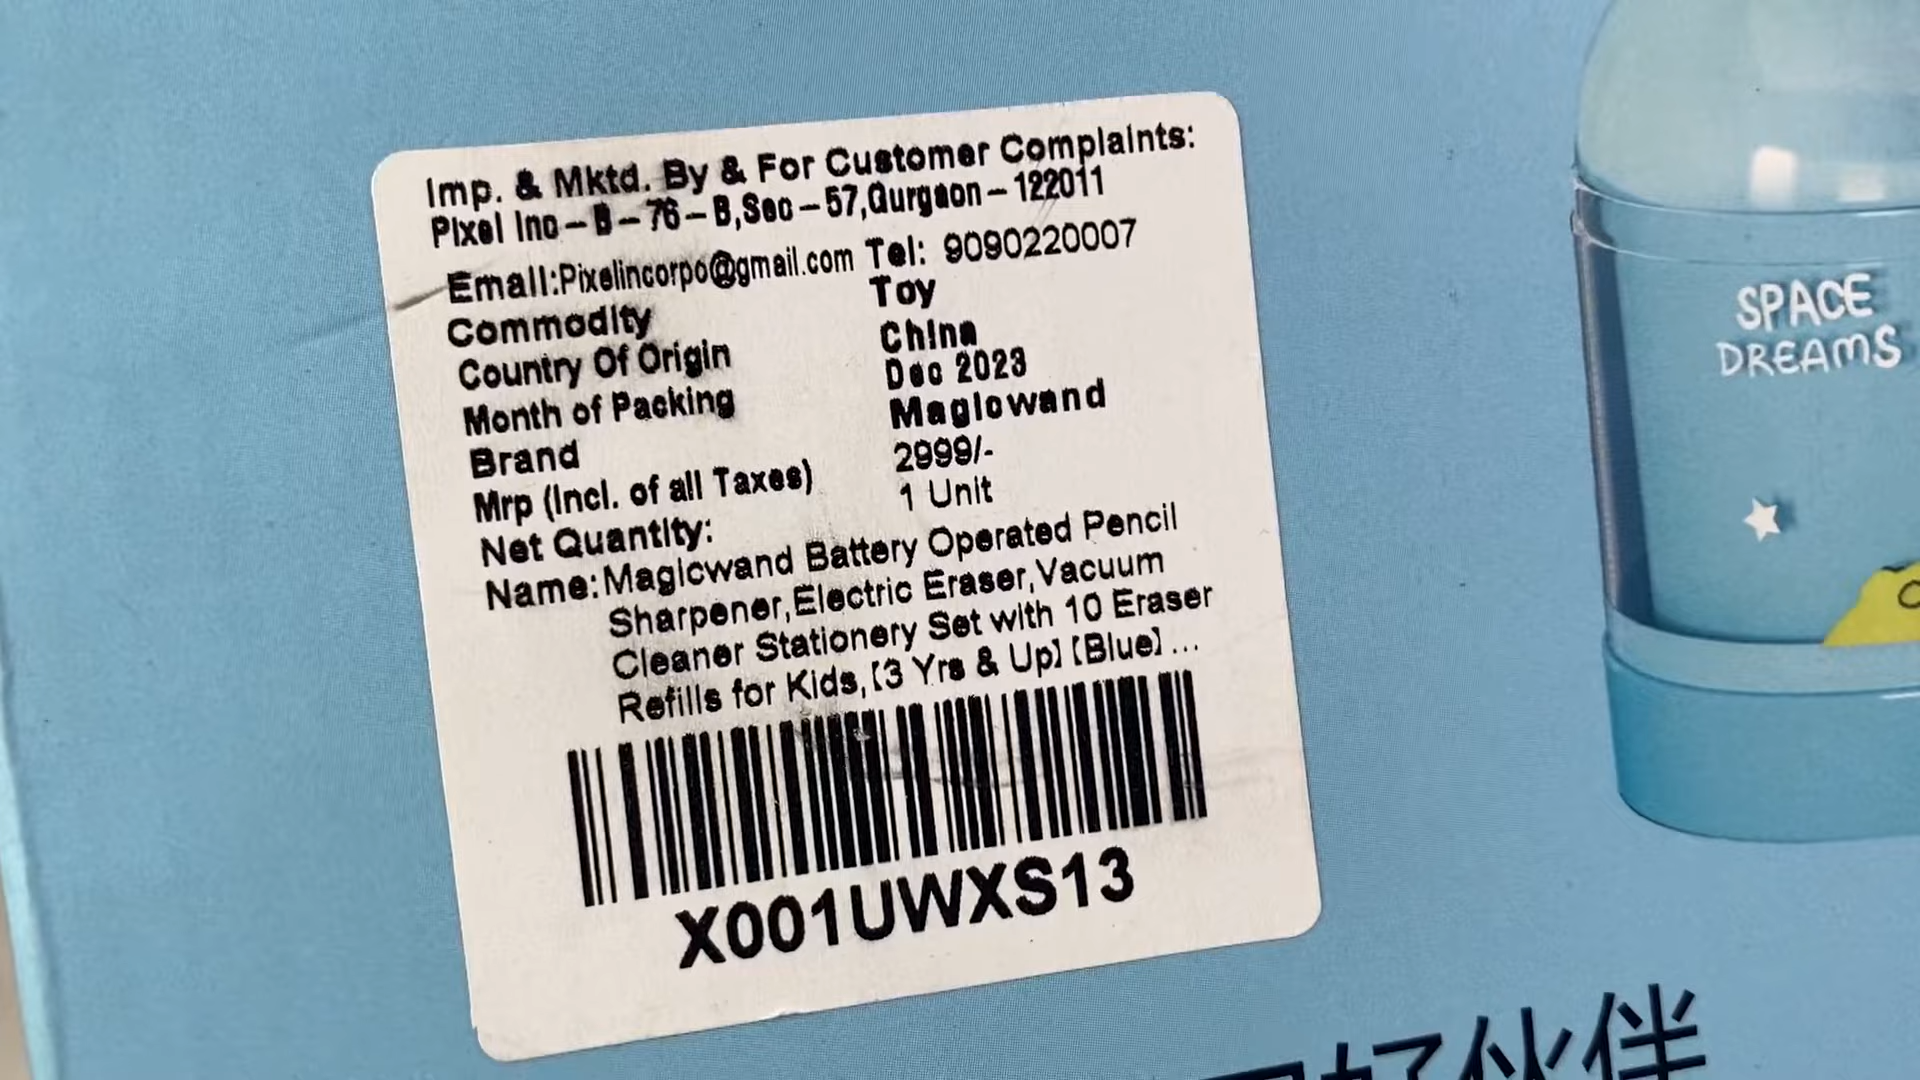 Imp. & Mktd. By & For Customer Complaints:
Pixel Inc – B – 76 – B,Sec – 57,Gurgaon – 122011
Email:Pixelincorpo@gmail.com Tel: 9090220007
Commodity Toy
Country Of Origin China
Month of Packing Dec 2023
Brand Magicwand
Mrp (Incl. of all Taxes) 2999/-
Net Quantity: 1 Unit
Name:Magicwand Battery Operated Pencil
Sharpener,Electric Eraser,Vacuum
Cleaner Stationery Set with 10 Eraser
Refills for Kids,[3 Yrs & Up] [Blue] ...
X001UWXS13
SPACE
DREAMS
好伙伴